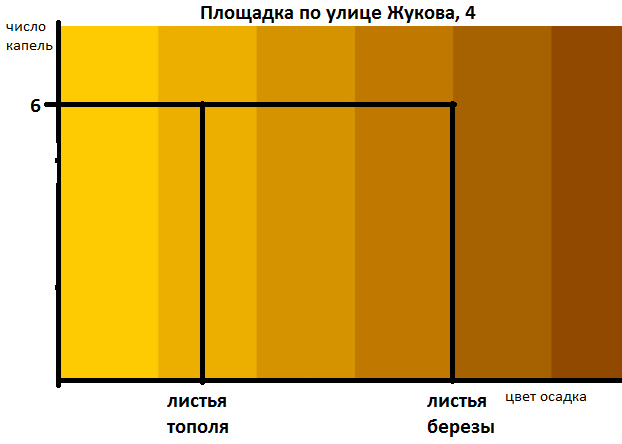 Площадка по улице Жукова, 4
число
капель
6
листья
тополя
листья
березы
цвет осадка